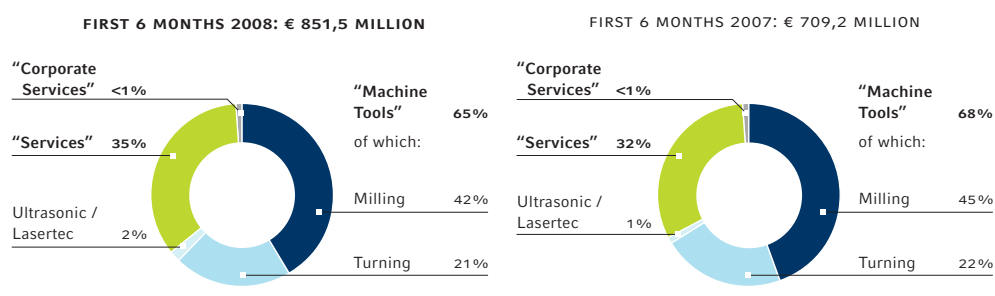 FIRST 6 MONTHS 2008: € 851,5 MILLION
“Corporate
Services” <1%
“Machine
Tools” 65%
“Services” 35%
of which:
Milling 42%
Ultrasonic /
Lasertec 2%
Turning 21%
FIRST 6 MONTHS 2007: € 709,2 MILLION
“Corporate
Services” <1%
“Machine
Tools” 68%
“Services” 32%
of which:
Milling 45%
Ultrasonic /
Lasertec 1%
Turning 22%